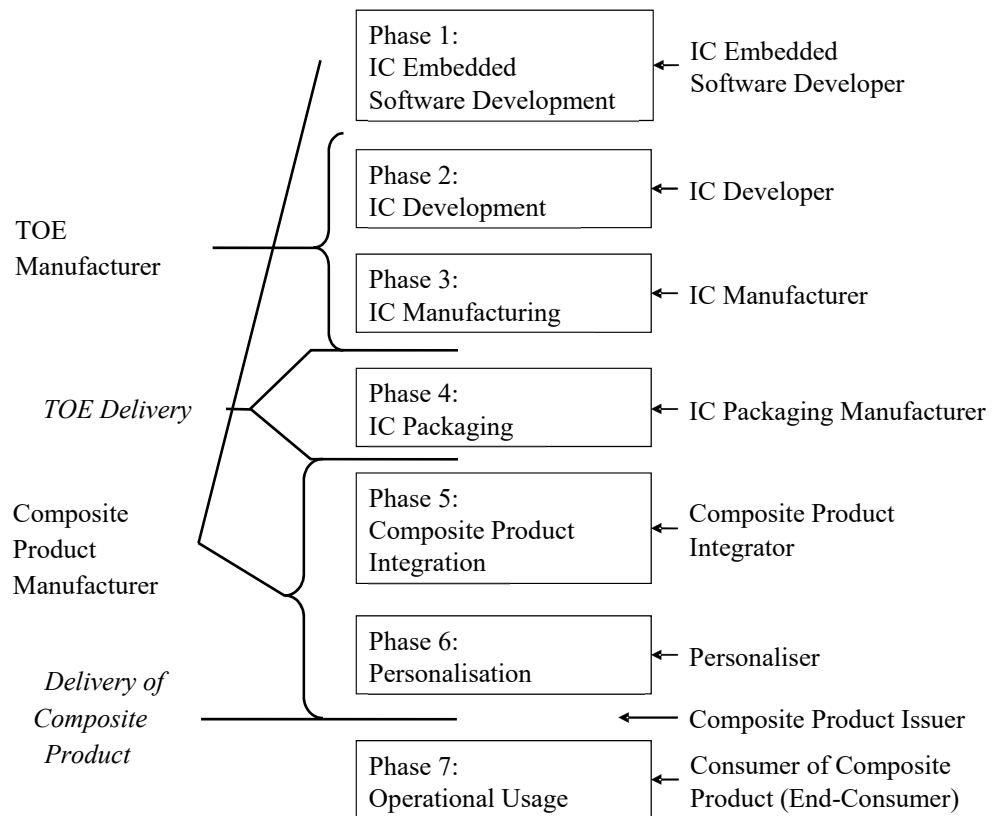 Phase 1:
IC Embedded
Software Development
IC Embedded
Software Developer
Phase 2:
IC Development
IC Developer
TOE
Manufacturer
Phase 3:
IC Manufacturing
IC Manufacturer
TOE Delivery
Phase 4:
IC Packaging
IC Packaging Manufacturer
Composite
Product
Manufacturer
Phase 5:
Composite Product
Integration
Composite Product
Integrator
Phase 6:
Personalisation
Personaliser
Delivery of
Composite
Product
Composite Product Issuer
Phase 7:
Operational Usage
Consumer of Composite
Product (End-Consumer)